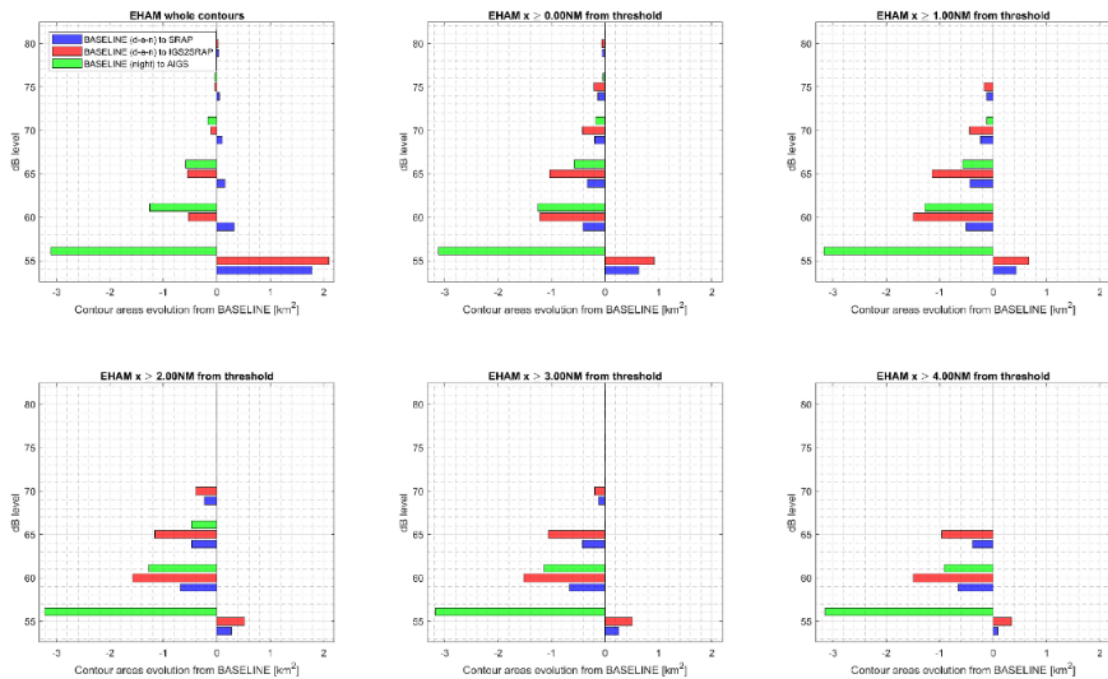 EHAM whole contours
80
75
70
65
60
55
dB level
BASELINE (d-e-n) to SRAP
BASELINE (d-e-n) to IGS2SRAP
BASELINE (night) to AIGS
-3 -2 -1 0 1 2
Contour areas evolution from BASELINE [km²]
EHAM x > 0.00NM from threshold
80
75
70
65
60
55
dB level
-3 -2 -1 0 1 2
Contour areas evolution from BASELINE [km²]
EHAM x > 1.00NM from threshold
80
75
70
65
60
55
dB level
-3 -2 -1 0 1 2
Contour areas evolution from BASELINE [km²]
EHAM x > 2.00NM from threshold
80
75
70
65
60
55
dB level
-3 -2 -1 0 1 2
Contour areas evolution from BASELINE [km²]
EHAM x > 3.00NM from threshold
80
75
70
65
60
55
dB level
-3 -2 -1 0 1 2
Contour areas evolution from BASELINE [km²]
EHAM x > 4.00NM from threshold
80
75
70
65
60
55
dB level
-3 -2 -1 0 1 2
Contour areas evolution from BASELINE [km²]